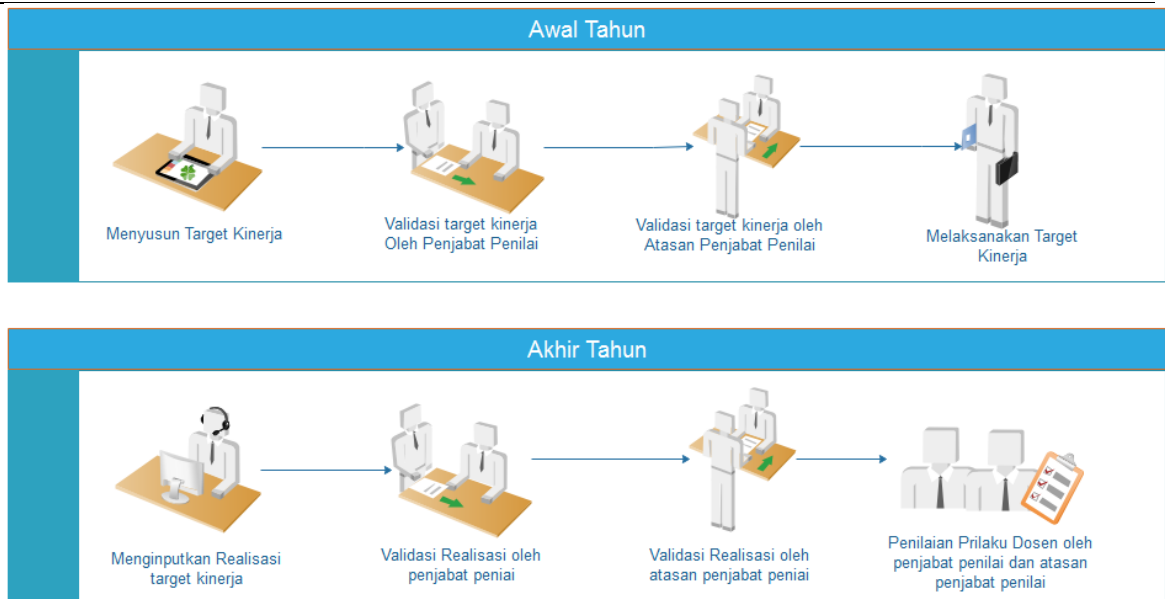 Awal Tahun
Menyusun Target Kinerja
Validasi target kinerja
Oleh Penjabat Penilai
Validasi target kinerja oleh
Atasan Penjabat Penilai
Melaksanakan Target
Kinerja
Akhir Tahun
Menginputkan Realisasi
target kinerja
Validasi Realisasi oleh
penjabat peniai
Validasi Realisasi oleh
atasan penjabat peniai
Penilaian Prilaku Dosen oleh
penjabat penilai dan atasan
penjabat penilai